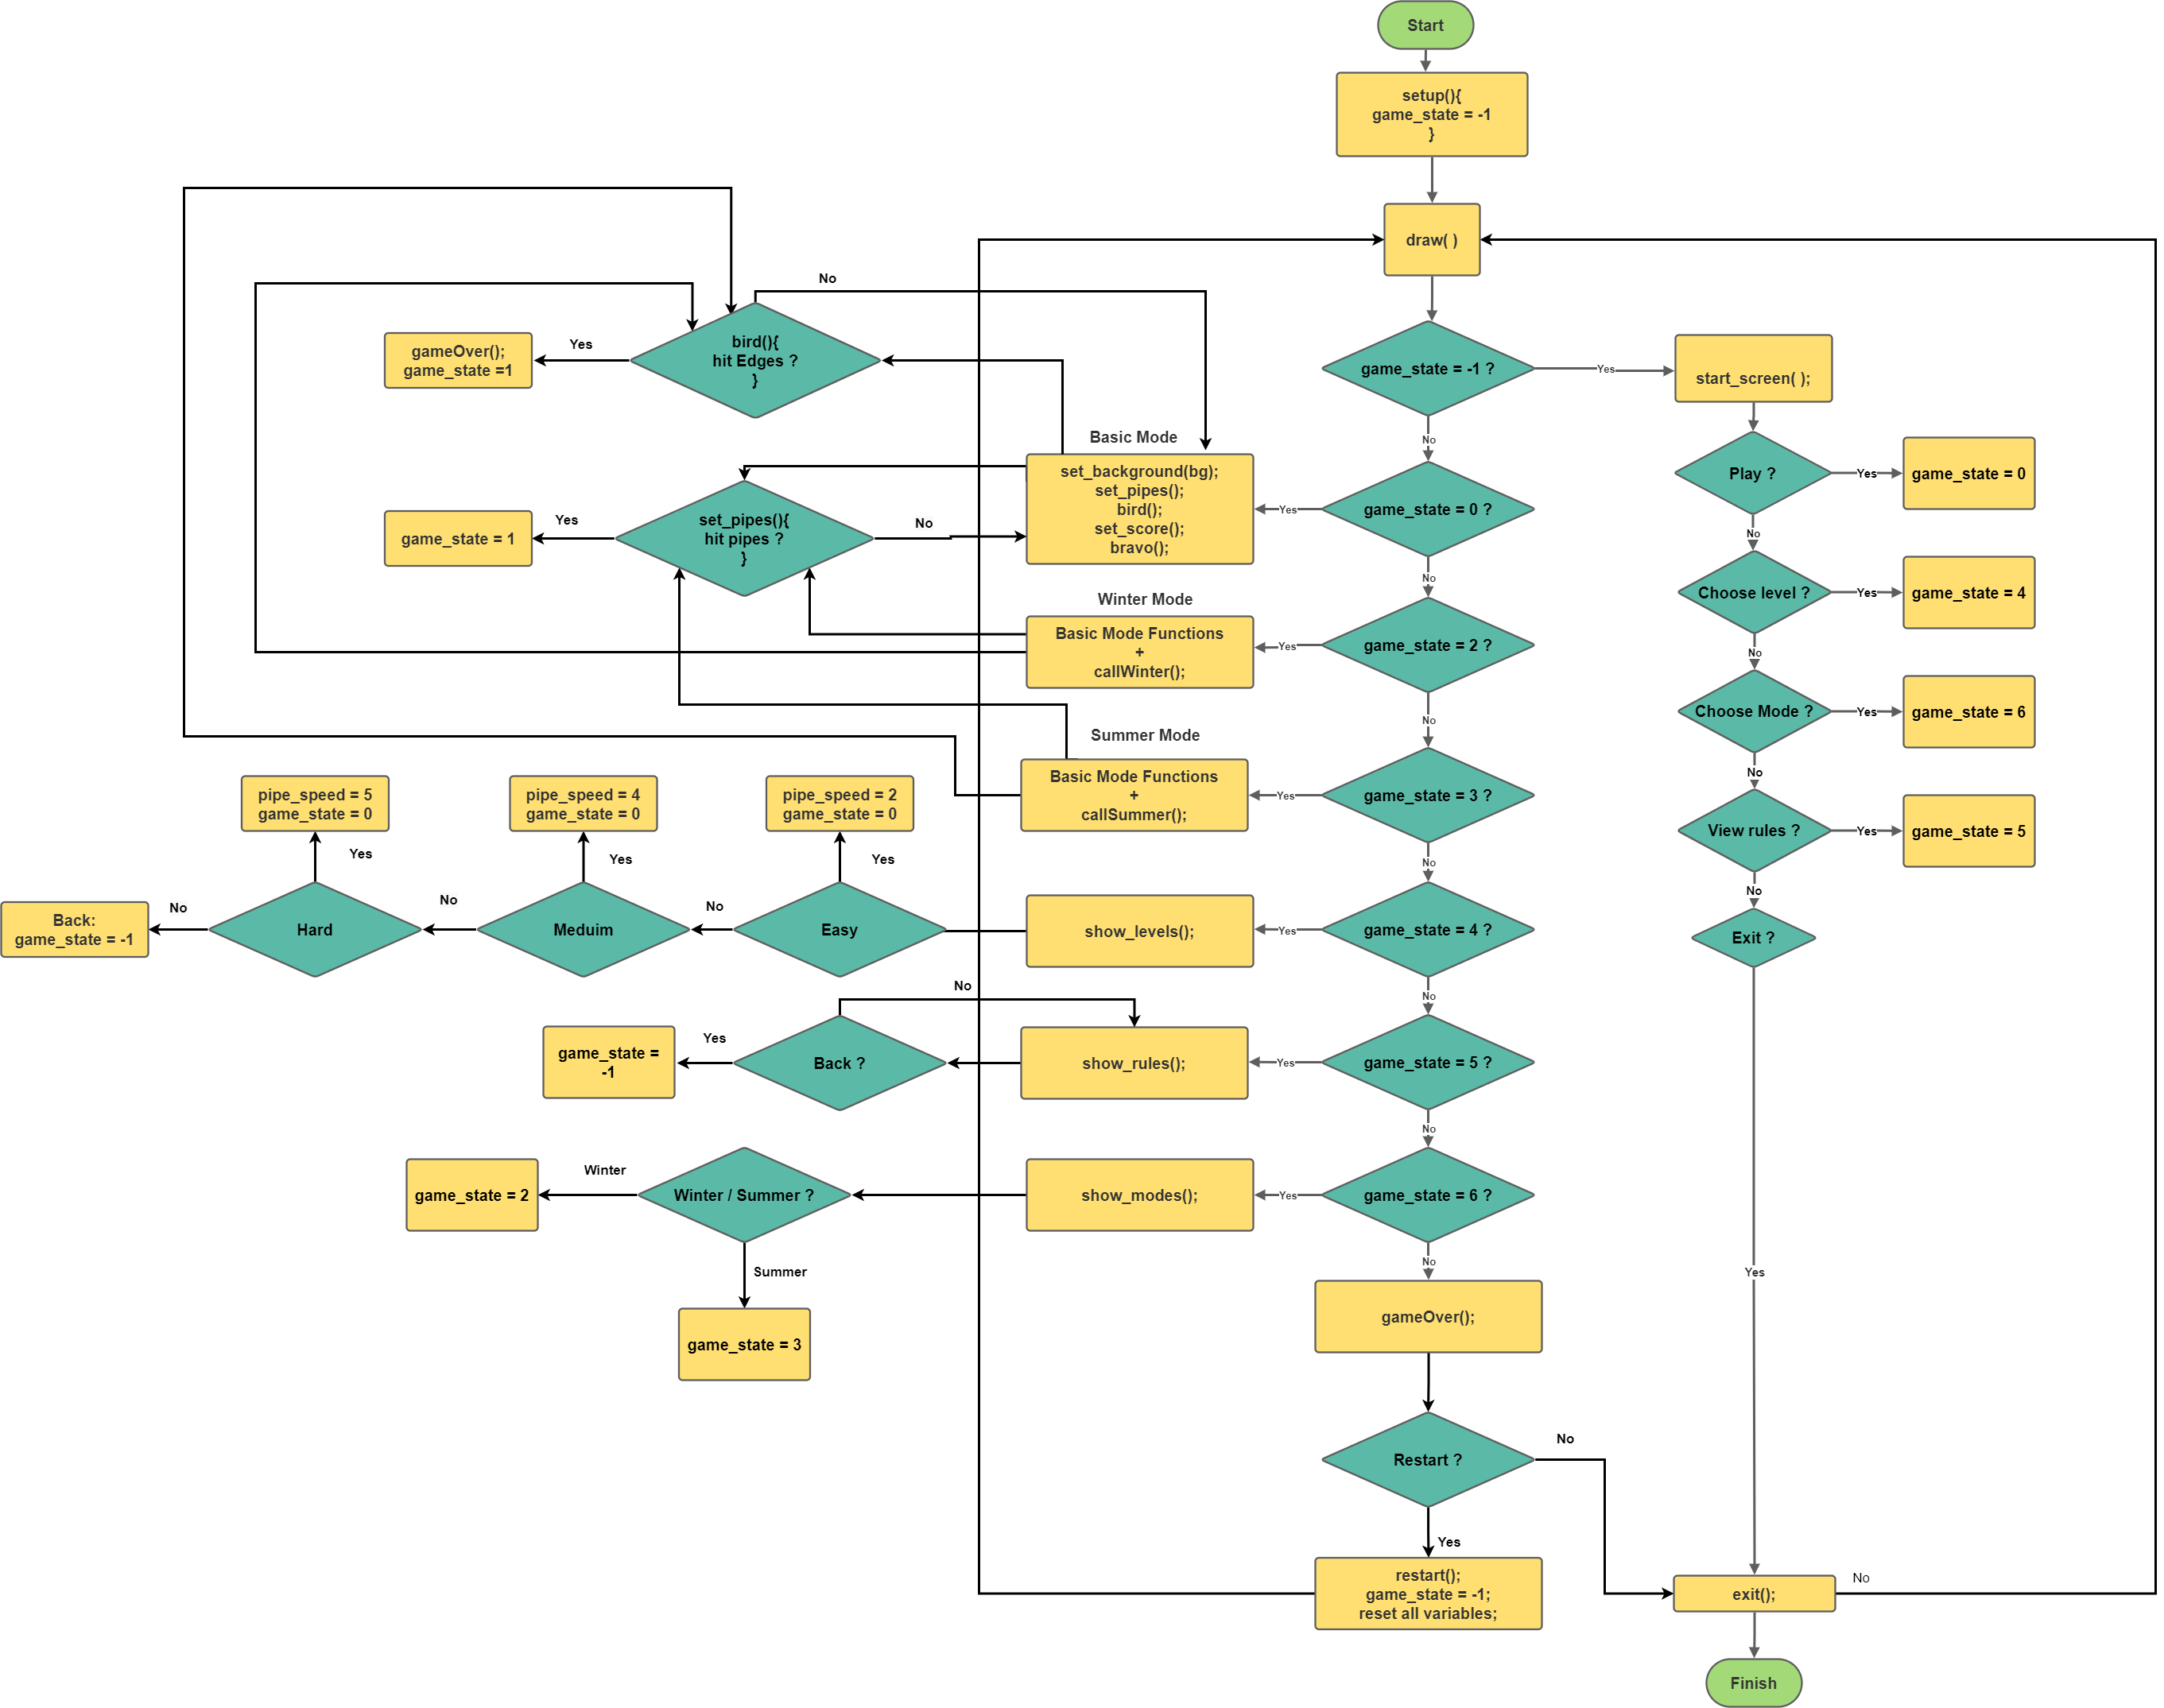 Start
setup(){
game_state = -1
}
draw( )
game_state = -1 ?
Yes
start_screen( );
No
Play ?
Yes
game_state = 0
No
Choose level ?
Yes
game_state = 4
No
Choose Mode ?
Yes
game_state = 6
No
View rules ?
Yes
game_state = 5
No
Exit ?
Yes
game_state = 0 ?
Yes
Basic Mode
set_background(bg);
set_pipes();
bird();
set_score();
bravo();
No
bird(){
hit Edges ?
}
Yes
gameOver();
game_state =1
set_pipes(){
hit pipes ?
}
No
Yes
game_state = 1
No
game_state = 2 ?
Yes
Winter Mode
Basic Mode Functions
+
callWinter();
No
game_state = 3 ?
Yes
Summer Mode
Basic Mode Functions
+
callSummer();
No
game_state = 4 ?
Yes
show_levels();
Easy
Yes
pipe_speed = 2
game_state = 0
No
Meduim
Yes
pipe_speed = 4
game_state = 0
No
Hard
Yes
pipe_speed = 5
game_state = 0
No
Back:
game_state = -1
No
game_state = 5 ?
Yes
show_rules();
No
Back ?
Yes
game_state =
-1
No
game_state = 6 ?
Yes
show_modes();
Winter / Summer ?
Winter
game_state = 2
Summer
game_state = 3
No
gameOver();
Restart ?
No
Yes
restart();
game_state = -1;
reset all variables;
exit();
No
Finish